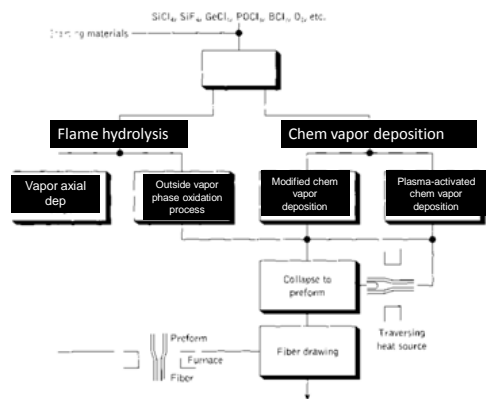 SiCl₄, SiF₄, GeCl₄, POCl₃, BCl₃, O₂, etc.
Starting materials
Flame hydrolysis
Chem vapor deposition
Vapor axial
dep
Outside vapor
phase oxidation
process
Modified chem
vapor
deposition
Plasma-activated
chem vapor
deposition
Collapse to
preform
Traversing
heat source
Preform
Furnace
Fiber
Fiber drawing